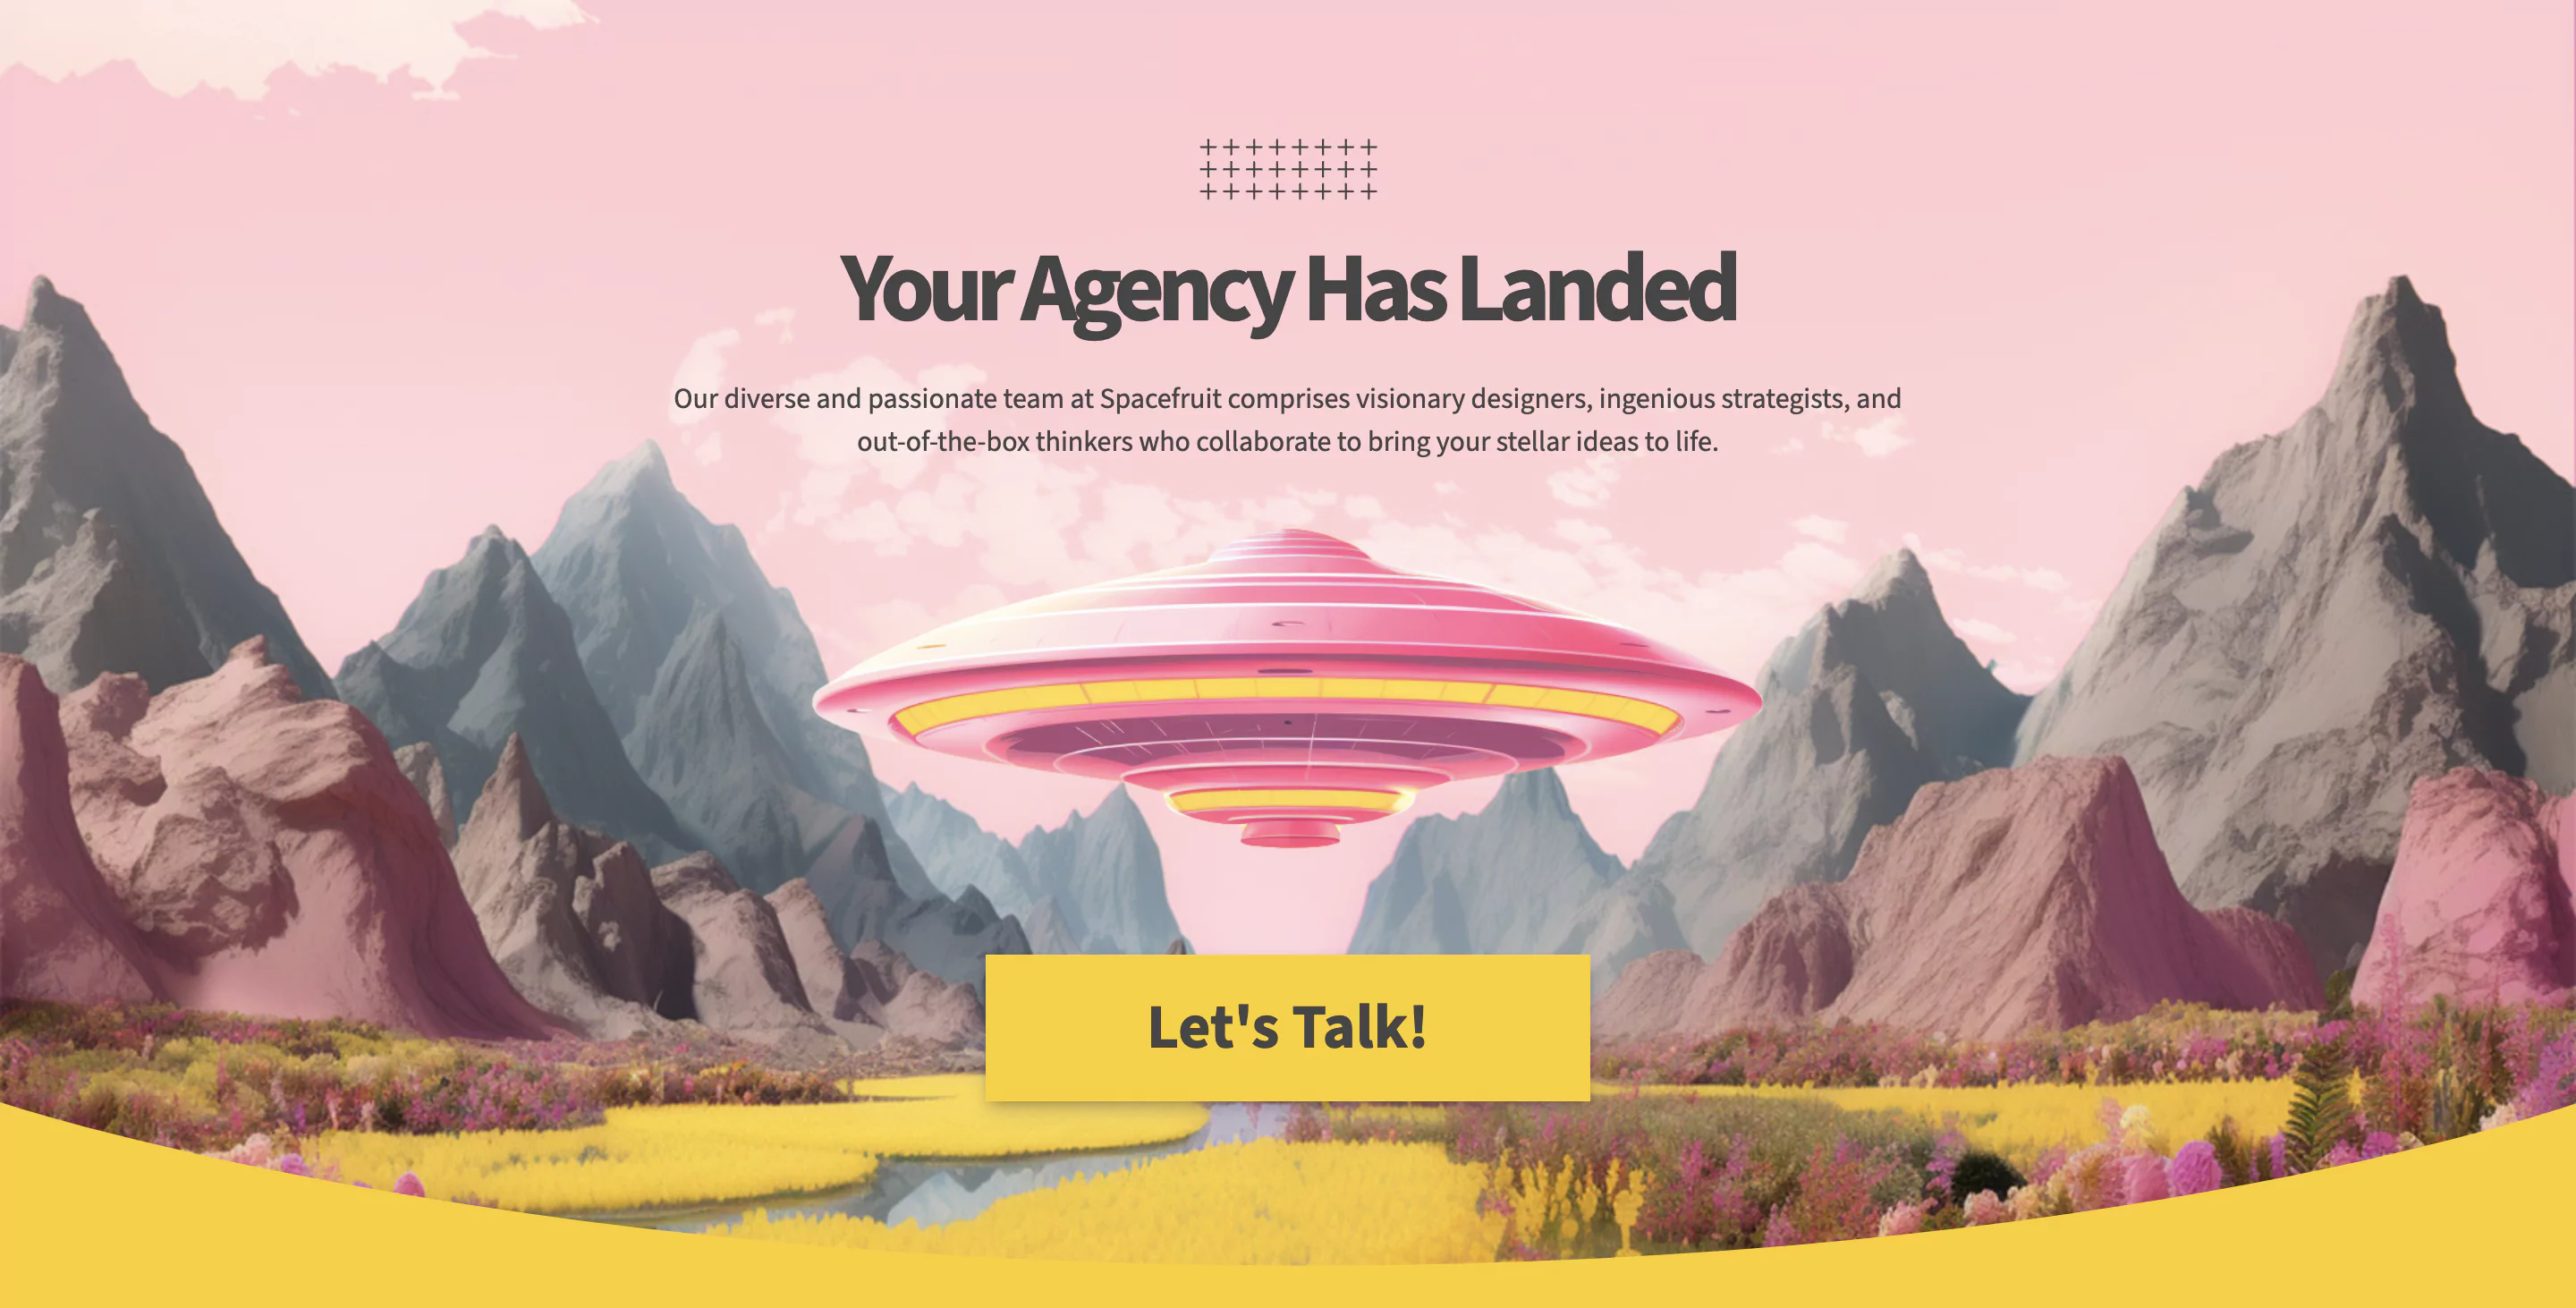 Your Agency Has Landed
Our diverse and passionate team at Spacefruit comprises visionary designers, ingenious strategists, and
out-of-the-box thinkers who collaborate to bring your stellar ideas to life.
Let's Talk!